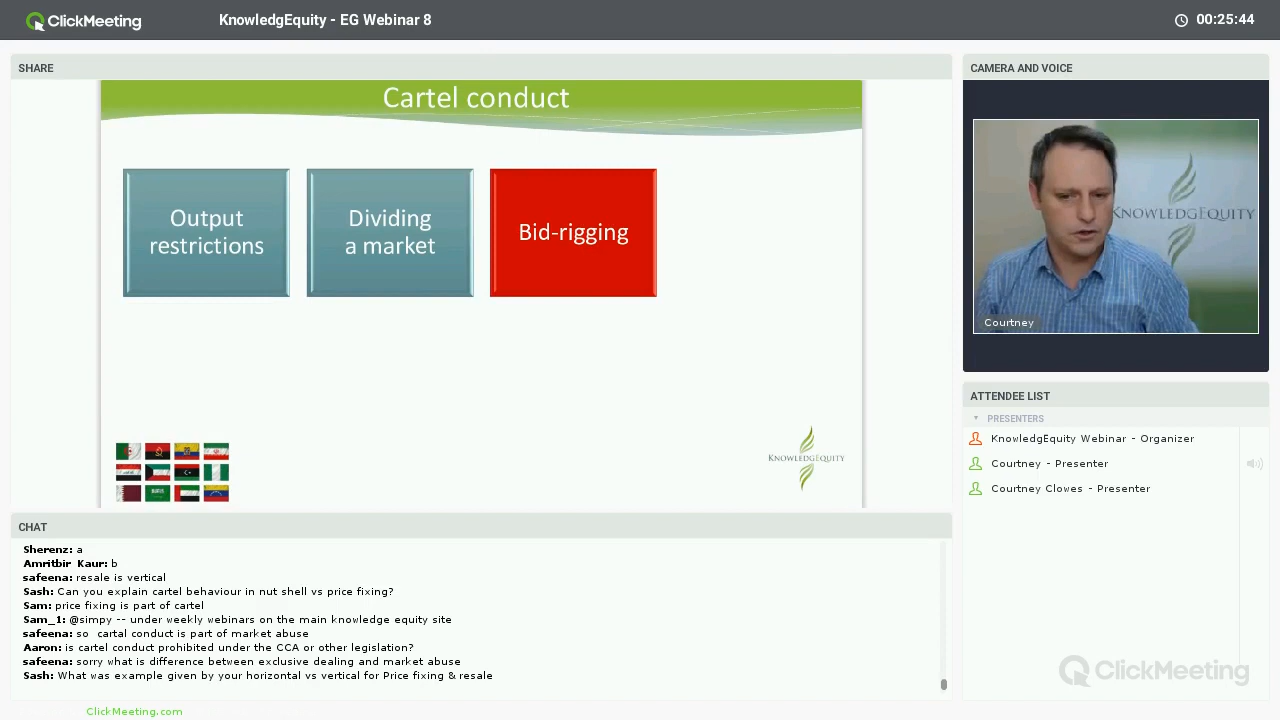 ClickMeeting
KnowledgEquity - EG Webinar 8
00:25:44
SHARE
Cartel conduct
Output
restrictions
Dividing
a market
Bid-rigging
KNOWLEDGEQUITY
CAMERA AND VOICE
KNOWLEDGEQUITY
Courtney
ATTENDEE LIST
PRESENTERS
KnowledgEquity Webinar - Organizer
Courtney - Presenter
Courtney Clowes - Presenter
CHAT
Sherenz: a
Amritbir Kaur: b
safeena: resale is vertical
Sash: Can you explain cartel behaviour in nut shell vs price fixing?
Sam: price fixing is part of cartel
Sam_1: @simpy -- under weekly webinars on the main knowledge equity site
safeena: so cartal conduct is part of market abuse
Aaron: is cartel conduct prohibited under the CCA or other legislation?
safeena: sorry what is difference between exclusive dealing and market abuse
Sash: What was example given by your horizontal vs vertical for Price fixing & resale
ClickMeeting
ClickMeeting.com